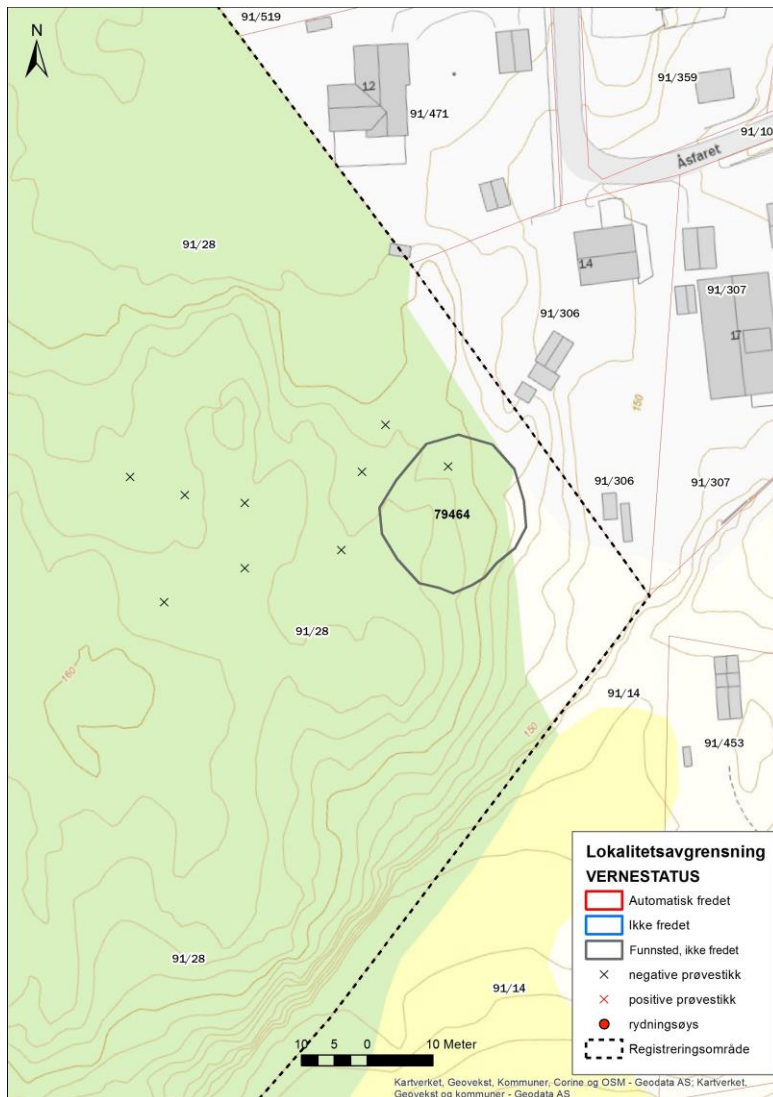 91/519
N
12
91/471
91/359
91/10
Åsfaret
91/28
14
91/307
91/306
17
150
91/306
91/307
79464
91/28
160
91/14
150
91/453
Lokalitetsavgrensning
VERNESTATUS
Automatisk fredet
Ikke fredet
Funnsted, ikke fredet
negative prøvestikk
positive prøvestikk
rydningsøys
Registreringsområde
91/28
91/14
10 5 0 10 Meter
Kartverket, Geovekst, Kommuner, Corine og OSM - Geodata AS; Kartverket,
Geovekst og kommuner - Geodata AS